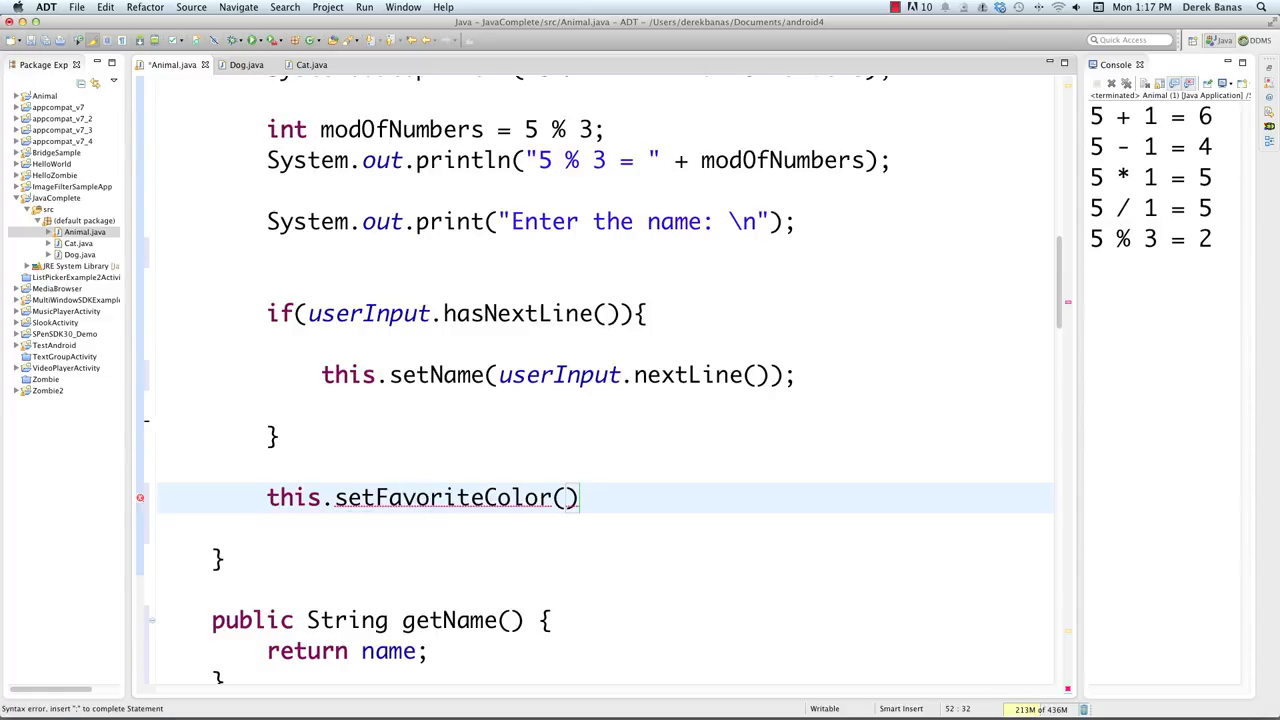 ADT File Edit Refactor Source Navigate Search Project Run Window Help 10 Mon 1:17 PM Derek Banas
Java – JavaComplete/src/Animal.java – ADT – /Users/derekbanas/Documents/android4
Quick Access Java DDMS
Package Exp
*Animal.java Dog.java Cat.java
Console
<terminated> Animal (1) [Java Application] /S
Animal
appcompat_v7
appcompat_v7_2
appcompat_v7_3
appcompat_v7_4
BridgeSample
HelloWorld
HelloZombie
ImageFilterSampleApp
JavaComplete
src
(default package)
Animal.java
Cat.java
Dog.java
JRE System Library [Ja
ListPickerExample2Activi
MediaBrowser
MultiWindowSDKExample
MusicPlayerActivity
SlookActivity
SPenSDK30_Demo
TestAndroid
TextGroupActivity
VideoPlayerActivity
Zombie
Zombie2
int modOfNumbers = 5 % 3;
System.out.println("5 % 3 = " + modOfNumbers);
System.out.print("Enter the name: \n");
if(userInput.hasNextLine()){
this.setName(userInput.nextLine());
}
this.setFavoriteColor()
}
public String getName() {
return name;
}
5 + 1 = 6
5 - 1 = 4
5 * 1 = 5
5 / 1 = 5
5 % 3 = 2
Syntax error, insert ";" to complete Statement Writable Smart Insert 52 : 32 213M of 436M